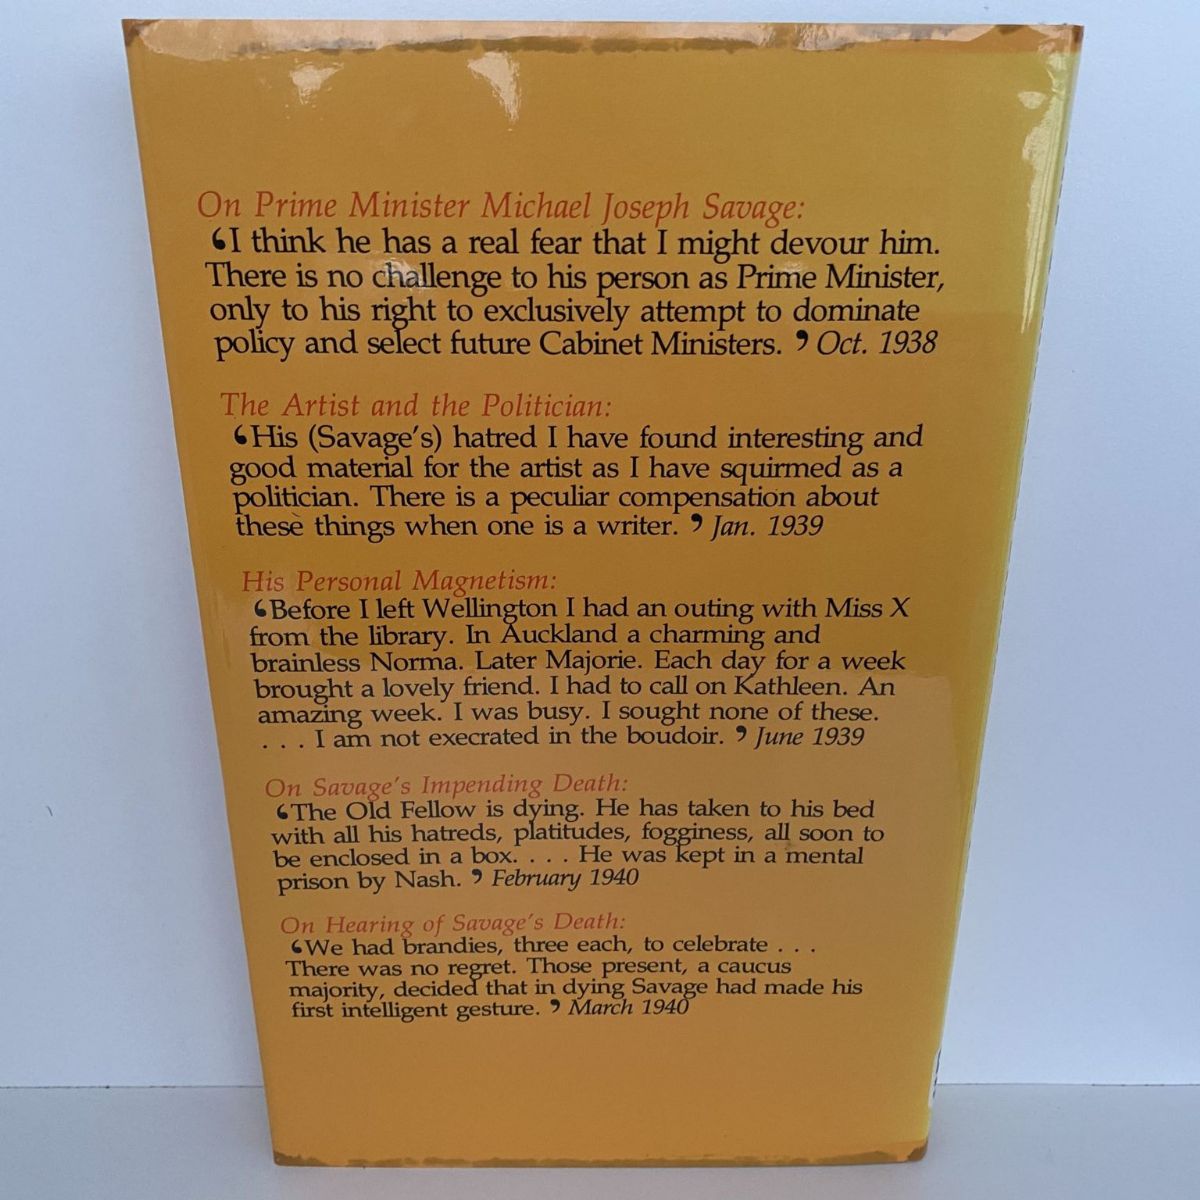 On Prime Minister Michael Joseph Savage:
‘I think he has a real fear that I might devour him.
There is no challenge to his person as Prime Minister,
only to his right to exclusively attempt to dominate
policy and select future Cabinet Ministers. ’ Oct. 1938
The Artist and the Politician:
‘His (Savage's) hatred I have found interesting and
good material for the artist as I have squirmed as a
politician. There is a peculiar compensation about
these things when one is a writer. ’ Jan. 1939
His Personal Magnetism:
‘Before I left Wellington I had an outing with Miss X
from the library. In Auckland a charming and
brainless Norma. Later Majorie. Each day for a week
brought a lovely friend. I had to call on Kathleen. An
amazing week. I was busy. I sought none of these.
. . . I am not execrated in the boudoir. ’ June 1939
On Savage's Impending Death:
‘The Old Fellow is dying. He has taken to his bed
with all his hatreds, platitudes, fogginess, all soon to
be enclosed in a box. . . . He was kept in a mental
prison by Nash. ’ February 1940
On Hearing of Savage's Death:
‘We had brandies, three each, to celebrate . . .
There was no regret. Those present, a caucus
majority, decided that in dying Savage had made his
first intelligent gesture. ’ March 1940